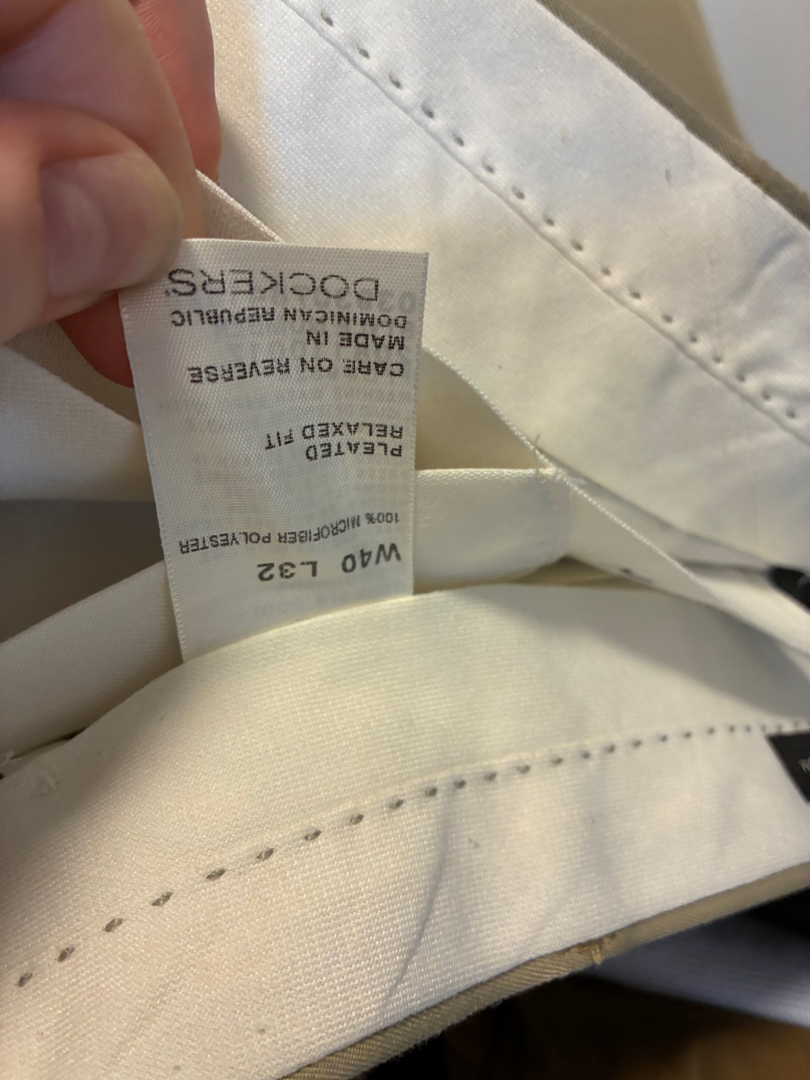 W40 L32
100% MICROFIBER POLYESTER
PLEATED
RELAXED FIT
CARE ON REVERSE
MADE IN
DOMINICAN REPUBLIC
DOCKERS